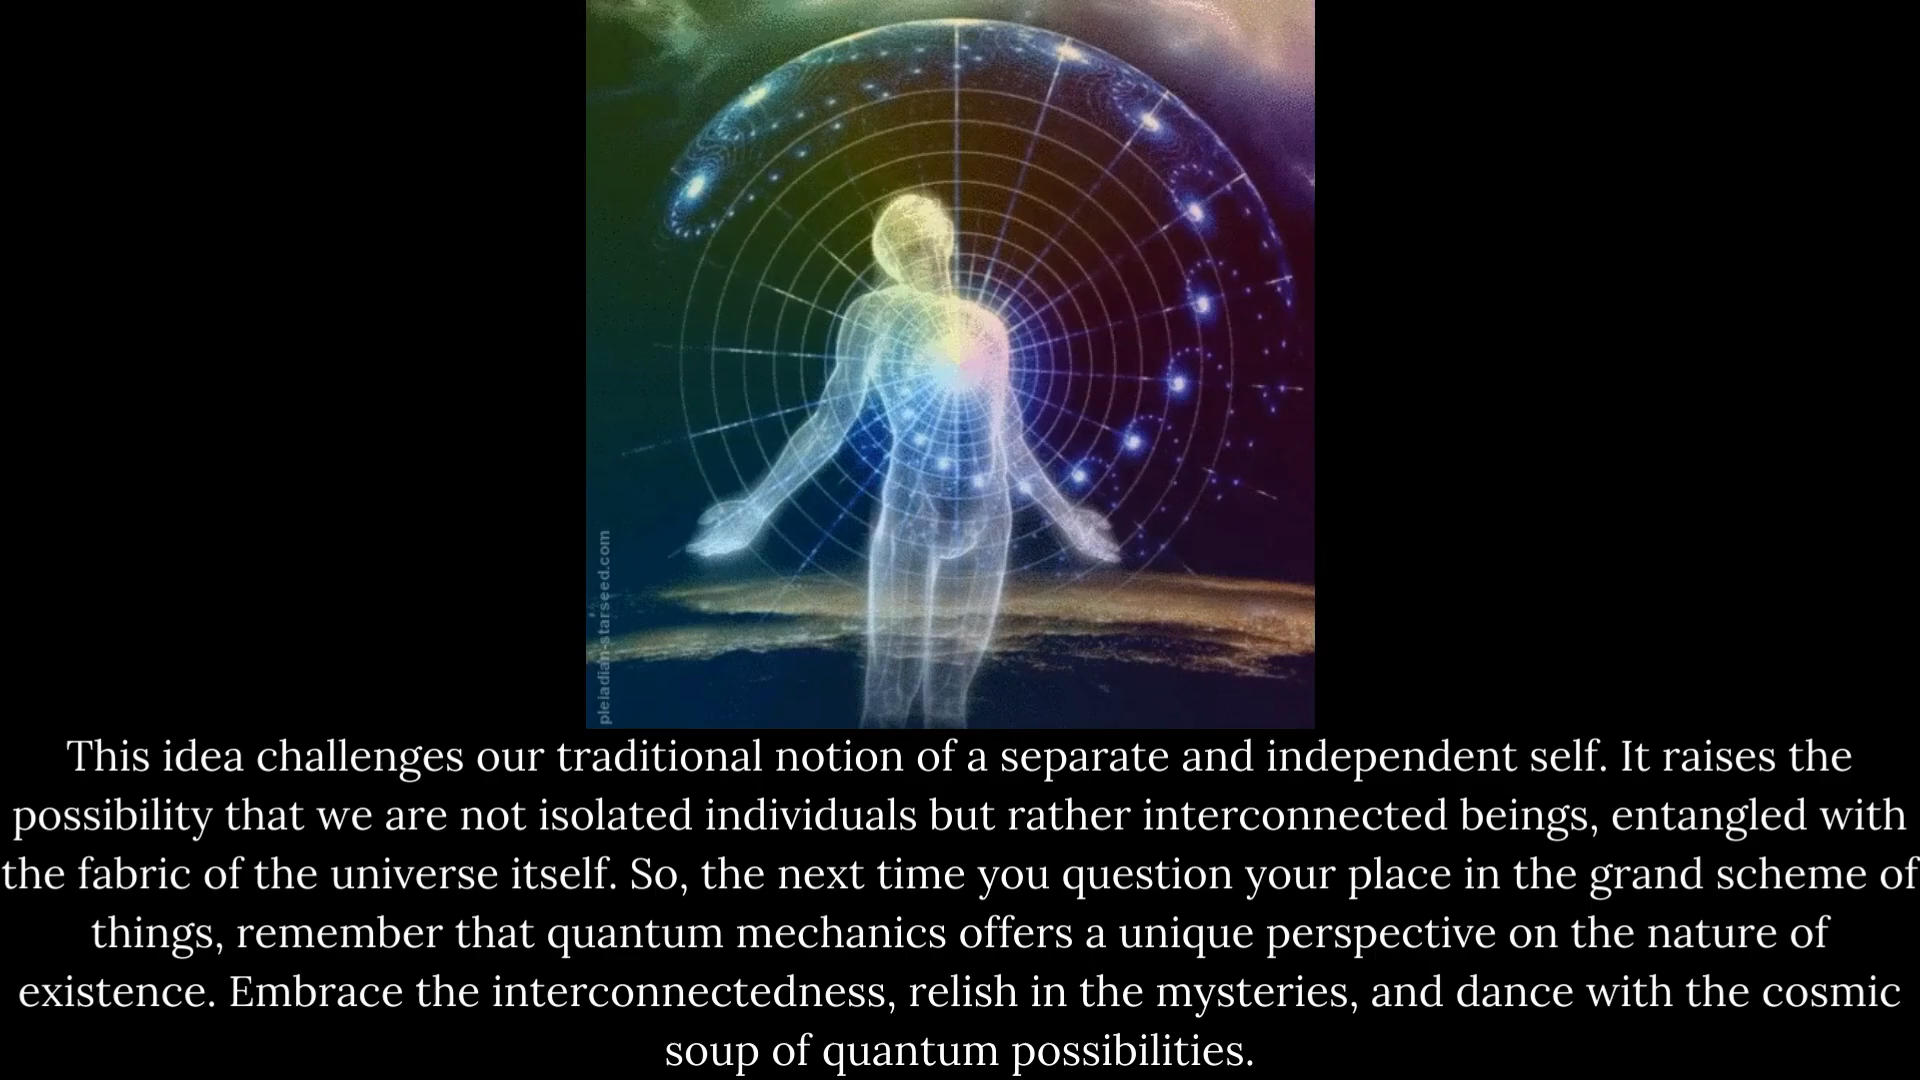 pleiadian-starseed.com
This idea challenges our traditional notion of a separate and independent self. It raises the
possibility that we are not isolated individuals but rather interconnected beings, entangled with
the fabric of the universe itself. So, the next time you question your place in the grand scheme of
things, remember that quantum mechanics offers a unique perspective on the nature of
existence. Embrace the interconnectedness, relish in the mysteries, and dance with the cosmic
soup of quantum possibilities.